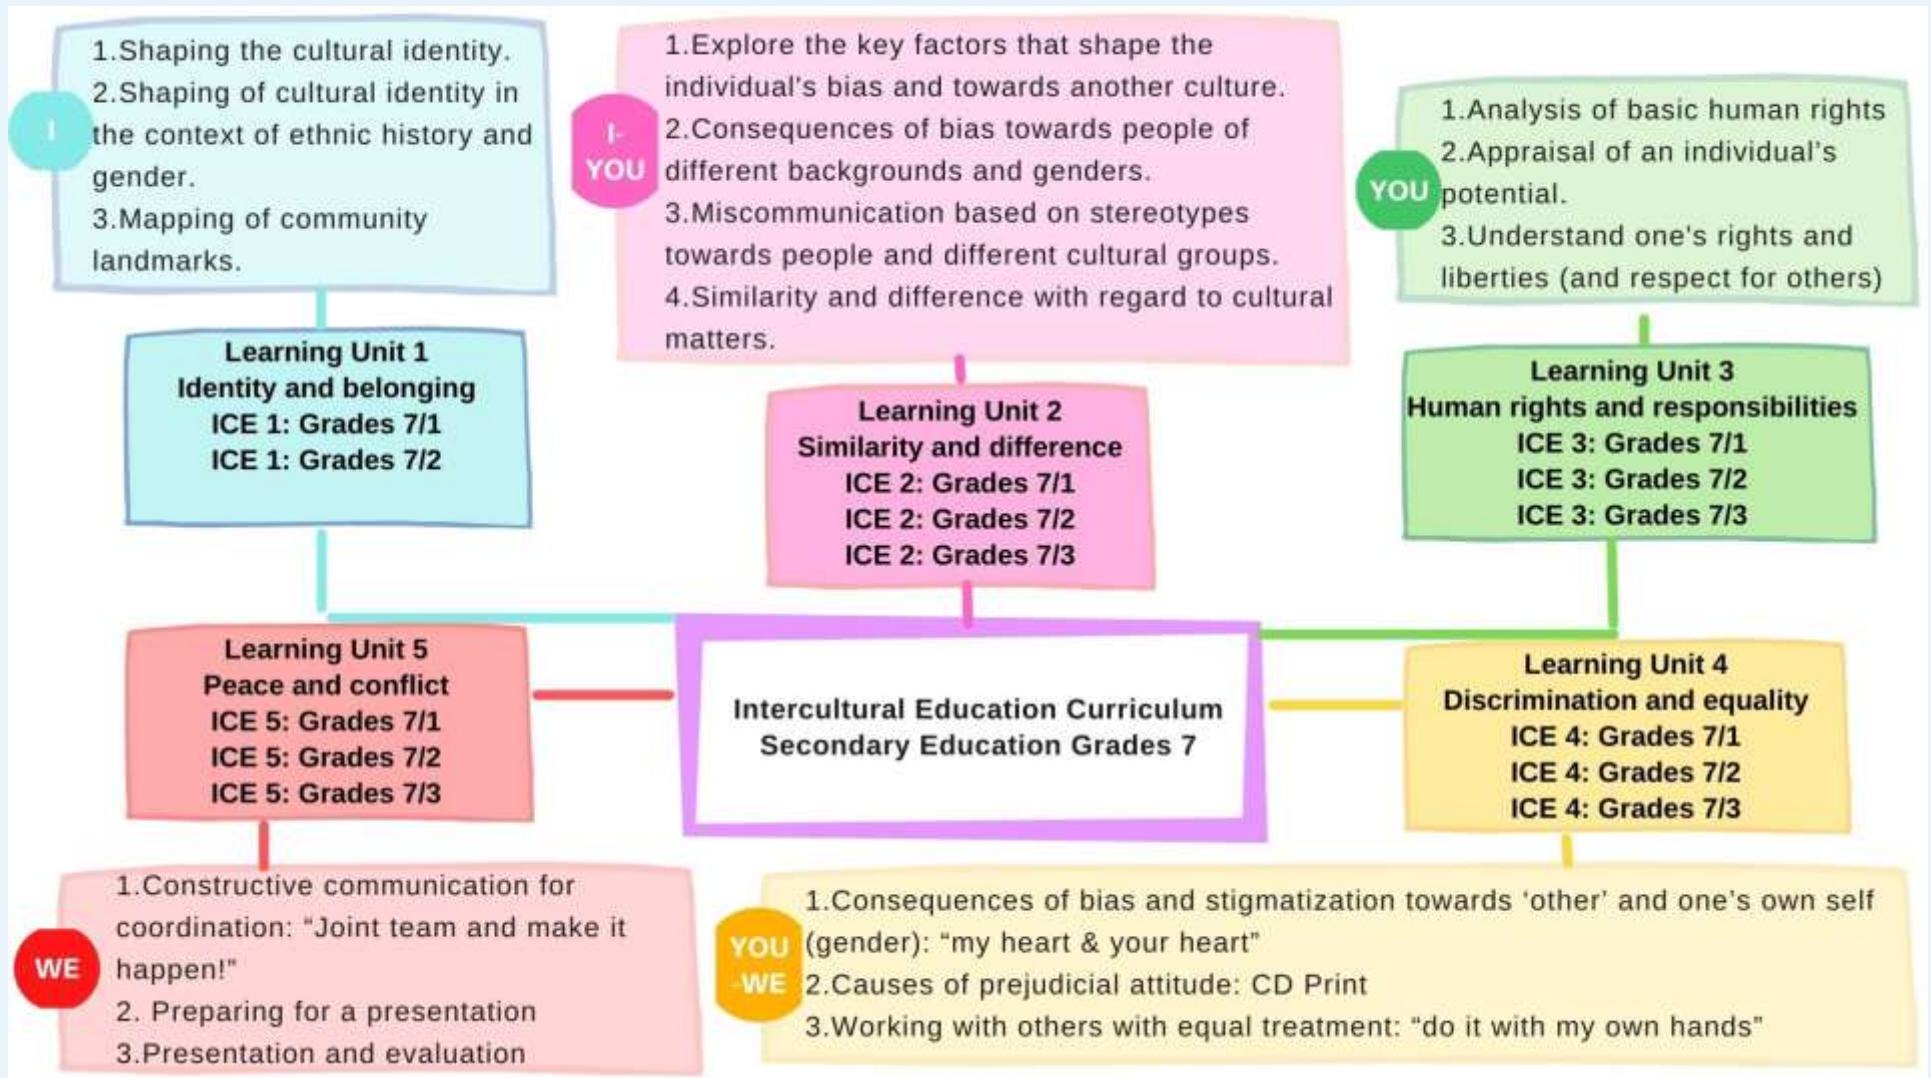 I
1.Shaping the cultural identity.
2.Shaping of cultural identity in
the context of ethnic history and
gender.
3.Mapping of community
landmarks.
Learning Unit 1
Identity and belonging
ICE 1: Grades 7/1
ICE 1: Grades 7/2
I-
YOU
1.Explore the key factors that shape the
individual's bias and towards another culture.
2.Consequences of bias towards people of
different backgrounds and genders.
3.Miscommunication based on stereotypes
towards people and different cultural groups.
4.Similarity and difference with regard to cultural
matters.
Learning Unit 2
Similarity and difference
ICE 2: Grades 7/1
ICE 2: Grades 7/2
ICE 2: Grades 7/3
YOU
1.Analysis of basic human rights
2.Appraisal of an individual's
potential.
3.Understand one's rights and
liberties (and respect for others)
Learning Unit 3
Human rights and responsibilities
ICE 3: Grades 7/1
ICE 3: Grades 7/2
ICE 3: Grades 7/3
Learning Unit 5
Peace and conflict
ICE 5: Grades 7/1
ICE 5: Grades 7/2
ICE 5: Grades 7/3
Intercultural Education Curriculum
Secondary Education Grades 7
Learning Unit 4
Discrimination and equality
ICE 4: Grades 7/1
ICE 4: Grades 7/2
ICE 4: Grades 7/3
WE
1.Constructive communication for
coordination: “Joint team and make it
happen!”
2. Preparing for a presentation
3.Presentation and evaluation
YOU
-WE
1.Consequences of bias and stigmatization towards ‘other’ and one’s own self
(gender): “my heart & your heart”
2.Causes of prejudicial attitude: CD Print
3.Working with others with equal treatment: “do it with my own hands”